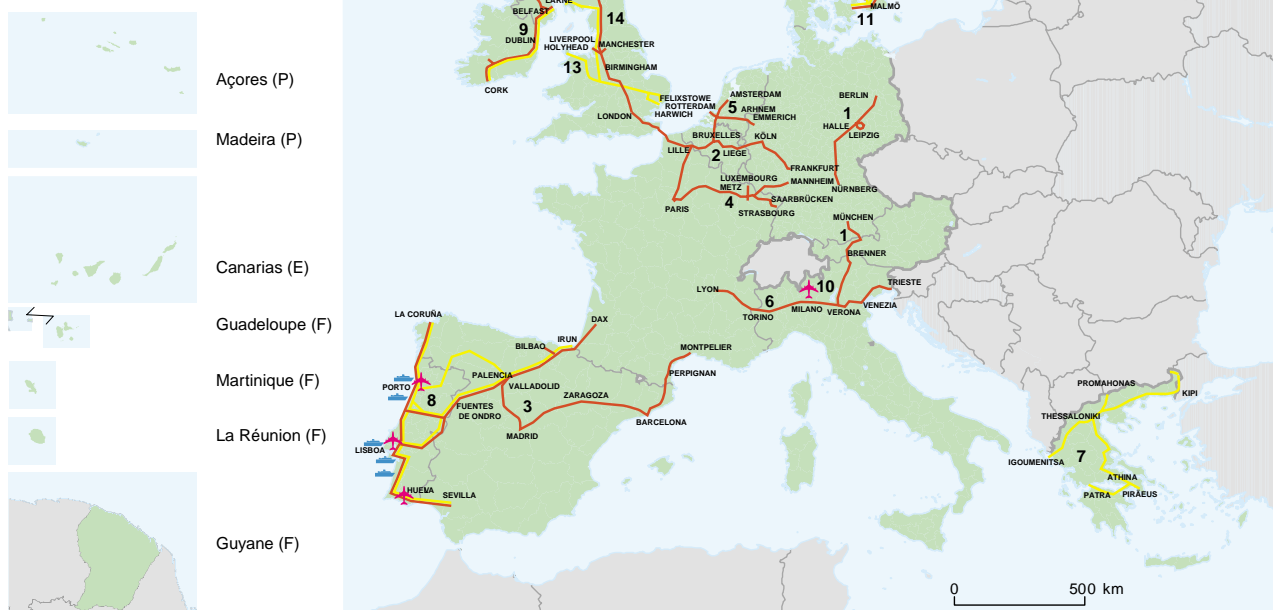 Açores (P)
Madeira (P)
Canarias (E)
Guadeloupe (F)
Martinique (F)
La Réunion (F)
Guyane (F)
LARNE
BELFAST
14
MALMÖ
11
9
DUBLIN
LIVERPOOL
HOLYHEAD
MANCHESTER
13
BIRMINGHAM
CORK
FELIXSTOWE
ROTTERDAM
HARWICH
LONDON
AMSTERDAM
5
ARHNEM
EMMERICH
BERLIN
1
HALLE
LEIPZIG
BRUXELLES
KÖLN
LILLE
2
LIEGE
FRANKFURT
LUXEMBOURG
METZ
MANNHEIM
NÜRNBERG
4
SAARBRÜCKEN
PARIS
STRASBOURG
MÜNCHEN
1
BRENNER
LYON
6
10
TRIESTE
TORINO
MILANO
VERONA
VENEZIA
LA CORUÑA
DAX
BILBAO
IRUN
MONTPELIER
PALENCIA
PERPIGNAN
PORTO
VALLADOLID
8
FUENTES
DE ONDRO
3
ZARAGOZA
BARCELONA
MADRID
LISBOA
HUEVA
SEVILLA
PROMAHONAS
KIPI
THESSALONIKI
IGOUMENITSA
7
ATHINA
PATRA
PIRÄEUS
0
500 km